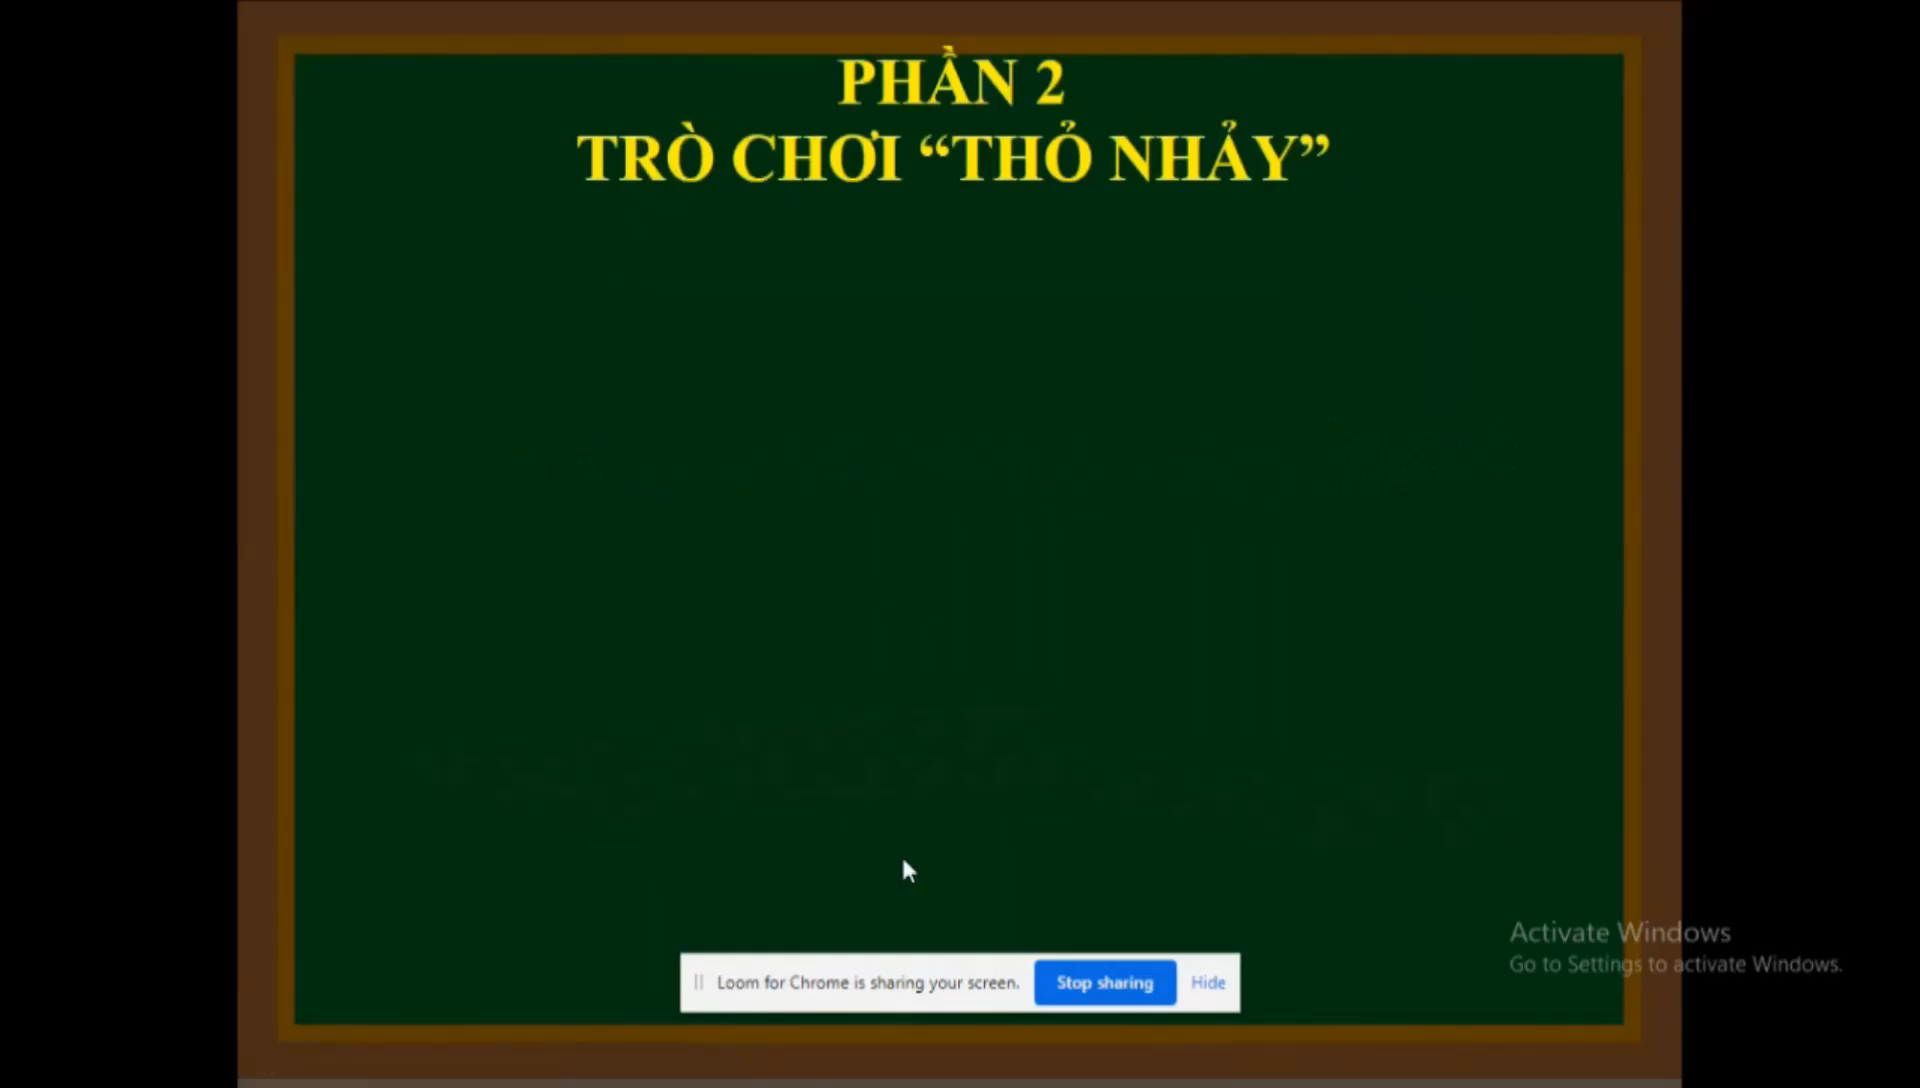 PHẦN 2
TRÒ CHƠI “THỎ NHẢY”
Activate Windows
Go to Settings to activate Windows.
Loom for Chrome is sharing your screen. Stop sharing Hide